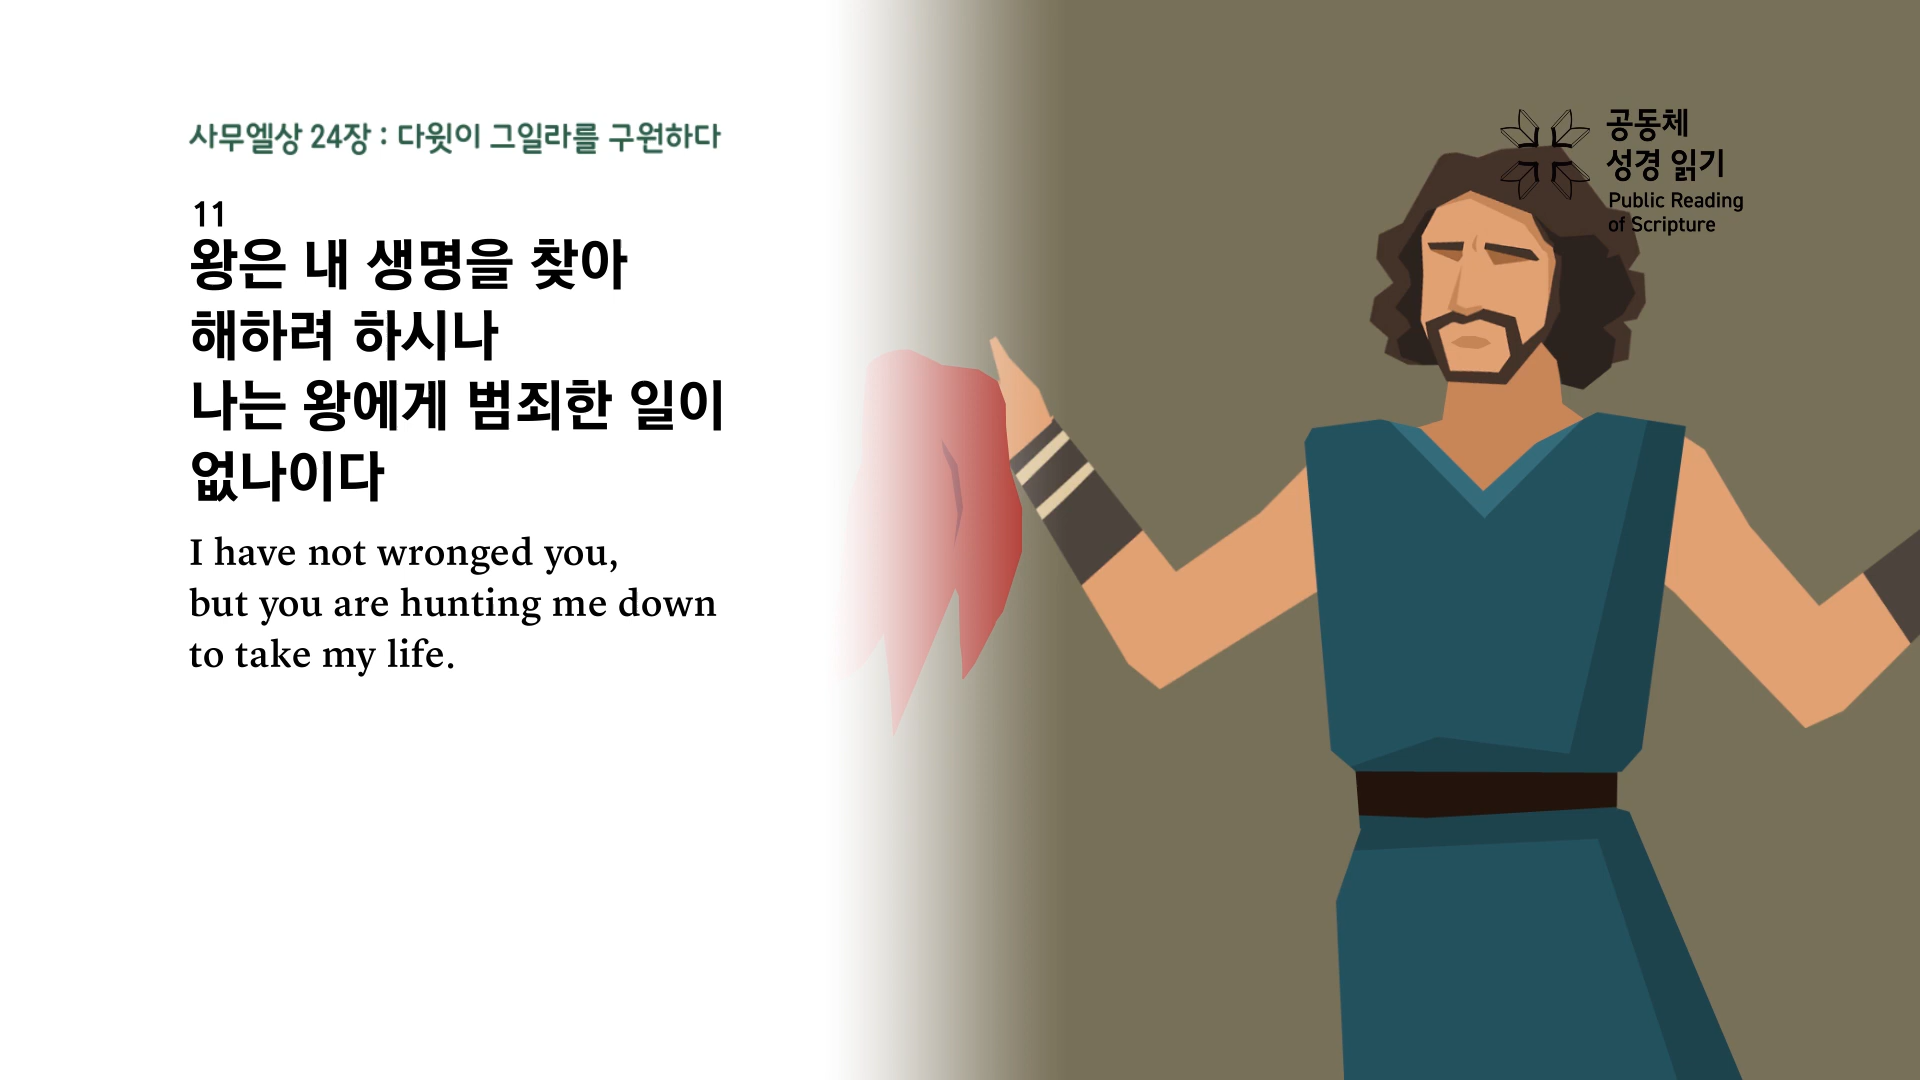 사무엘상 24장 : 다윗이 그일라를 구원하다
11
왕은 내 생명을 찾아
해하려 하시나
나는 왕에게 범죄한 일이
없나이다
I have not wronged you,
but you are hunting me down
to take my life.
공동체
성경 읽기
Public Reading
of Scripture